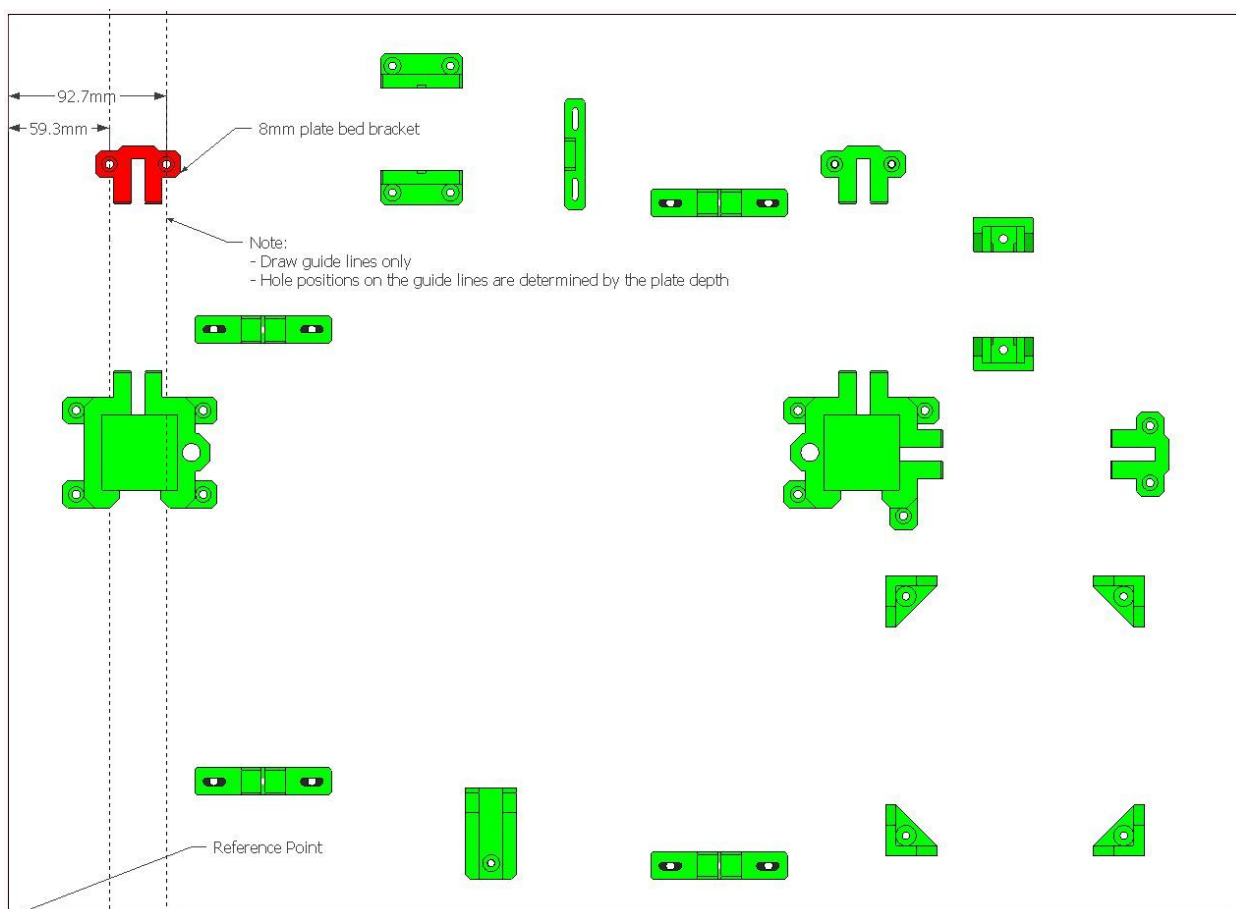 92.7mm
59.3mm
8mm plate bed bracket
Note:
- Draw guide lines only
- Hole positions on the guide lines are determined by the plate depth
Reference Point